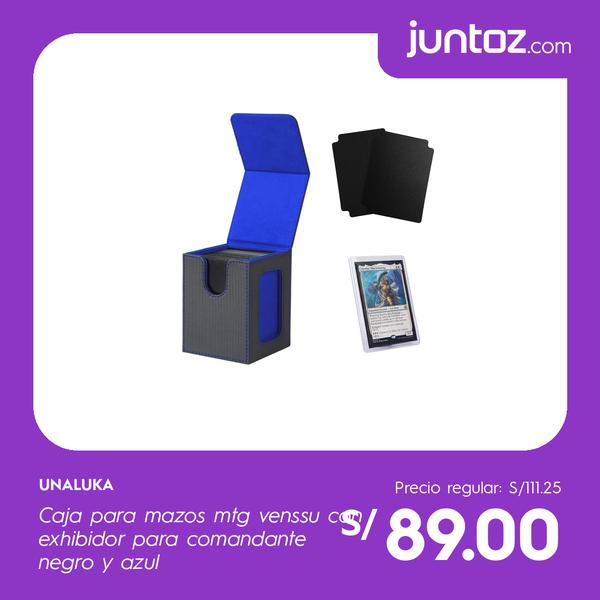 juntoz.com
UNALUKA
Caja para mazos mtg venssu con
exhibidor para comandante
negro y azul
Precio regular: S/111.25
S/89.00